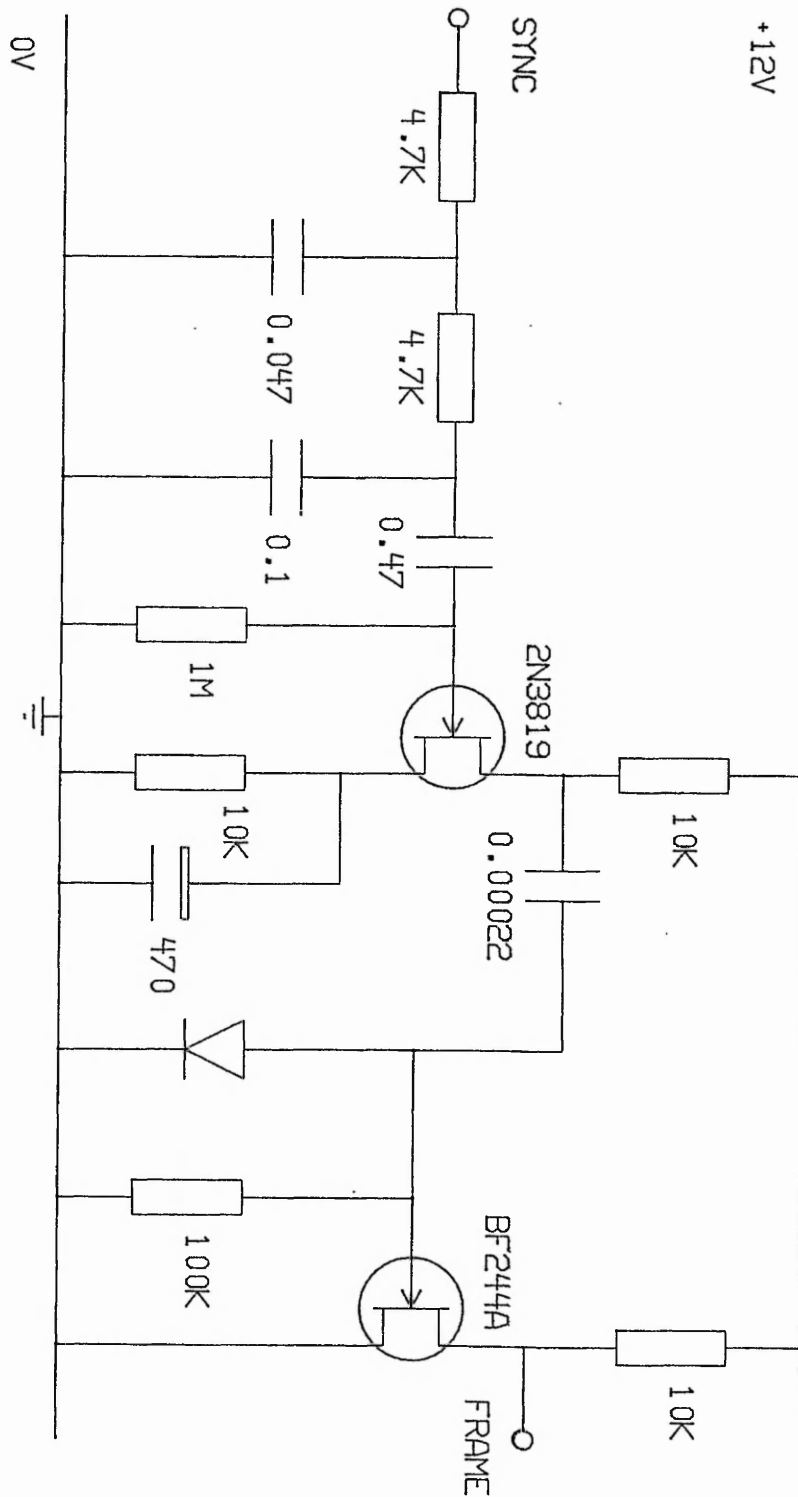 +12V
SYNC
4.7K
4.7K
0.047
0.1
0.47
1M
2N3819
10K
470
10K
0.00022
100K
BF244A
10K
FRAME
0V